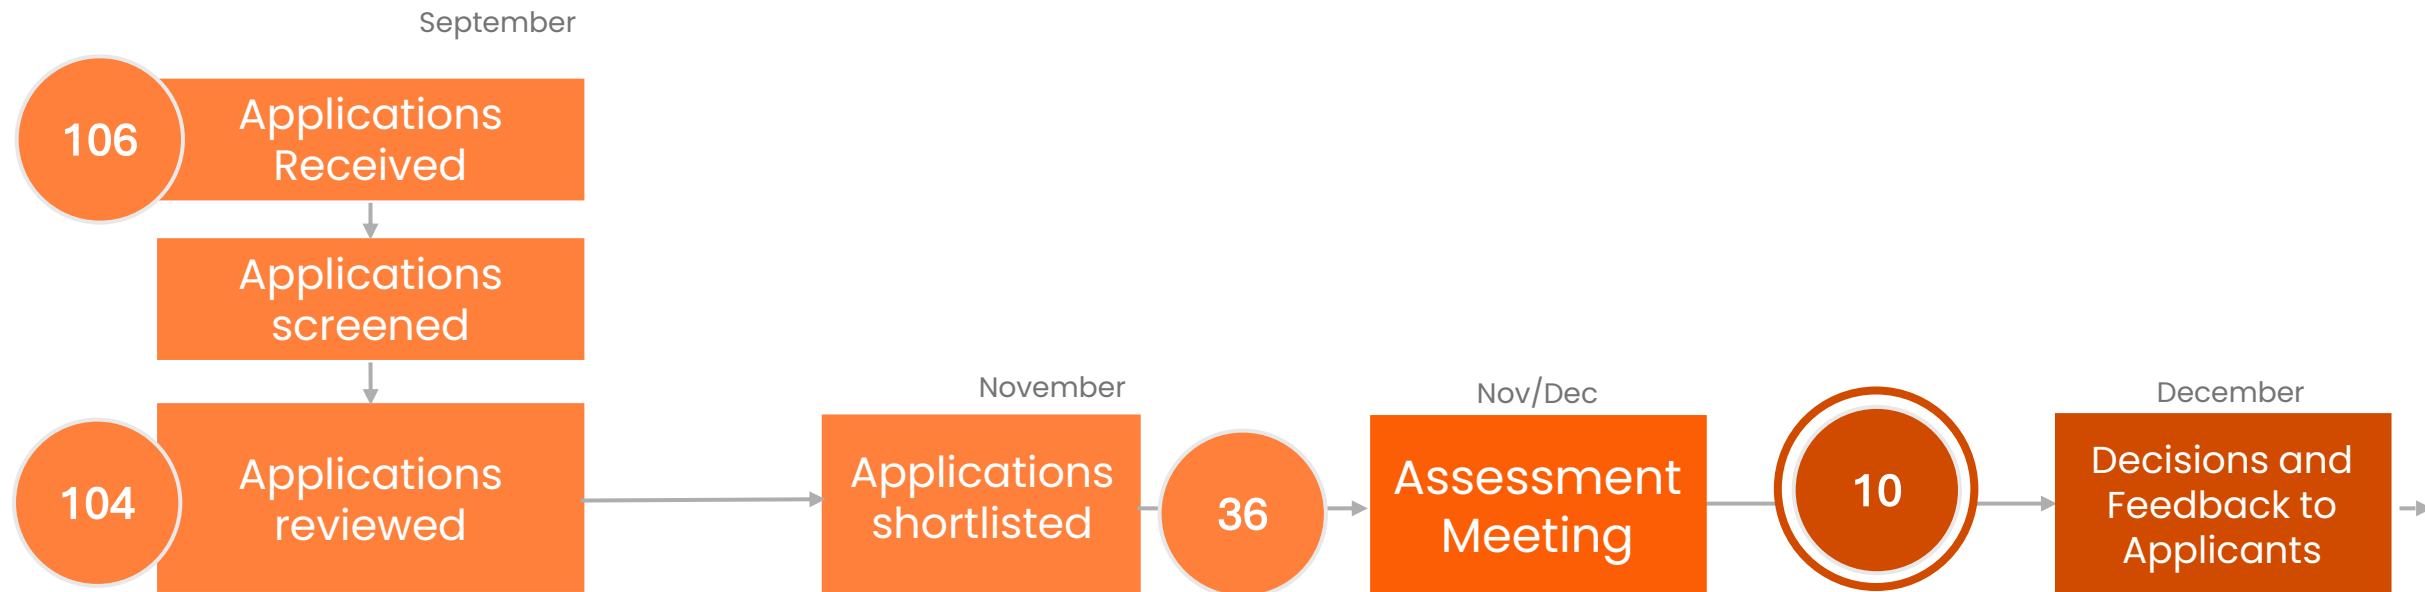 September
106
Applications
Received
Applications
screened
104
Applications
reviewed
November
Applications
shortlisted
36
Nov/Dec
Assessment
Meeting
10
December
Decisions and
Feedback to
Applicants